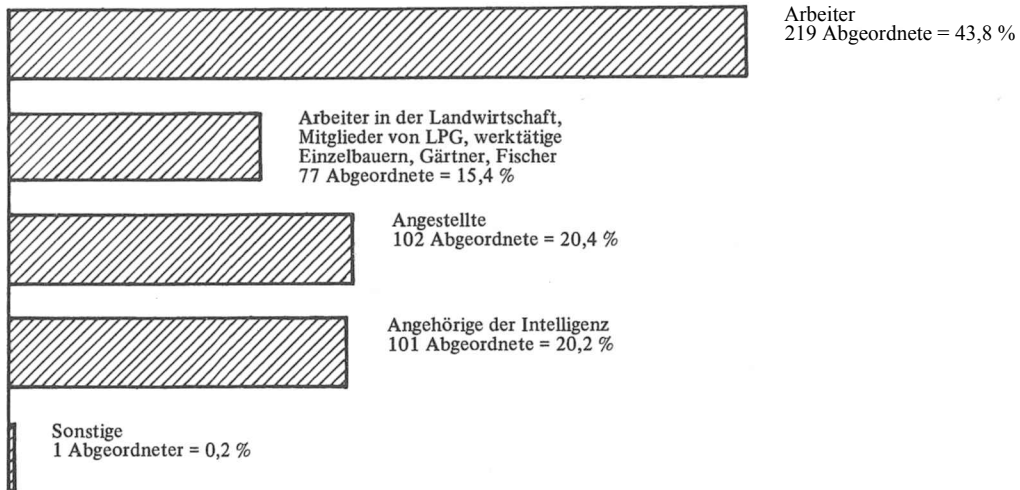 Arbeiter
219 Abgeordnete = 43,8 %
Arbeiter in der Landwirtschaft,
Mitglieder von LPG, werktätige
Einzelbauern, Gärtner, Fischer
77 Abgeordnete = 15,4 %
Angestellte
102 Abgeordnete = 20,4 %
Angehörige der Intelligenz
101 Abgeordnete = 20,2 %
Sonstige
1 Abgeordneter = 0,2 %